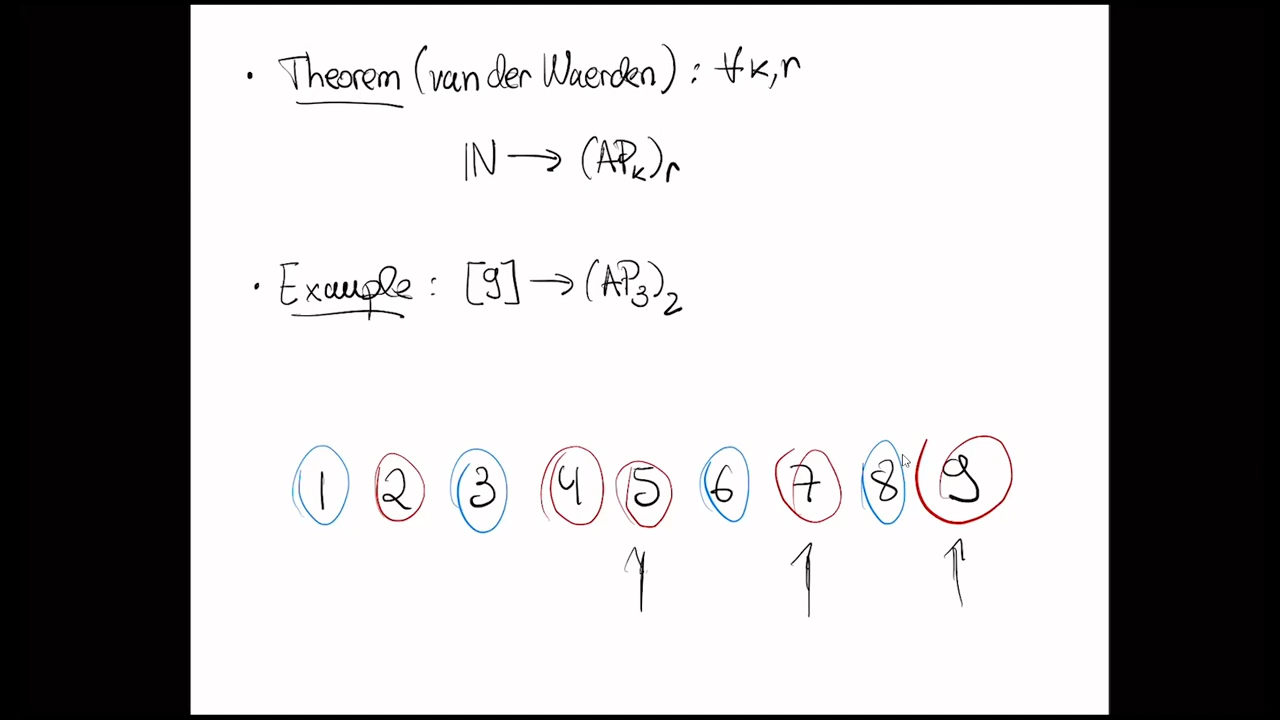 · Theorem (van der Waerden) : ∀ k, r
ℕ → (AP_k)_r
· Example : [9] → (AP_3)_2
1 2 3 4 5 6 7 8 9
↑ ↑ ↑